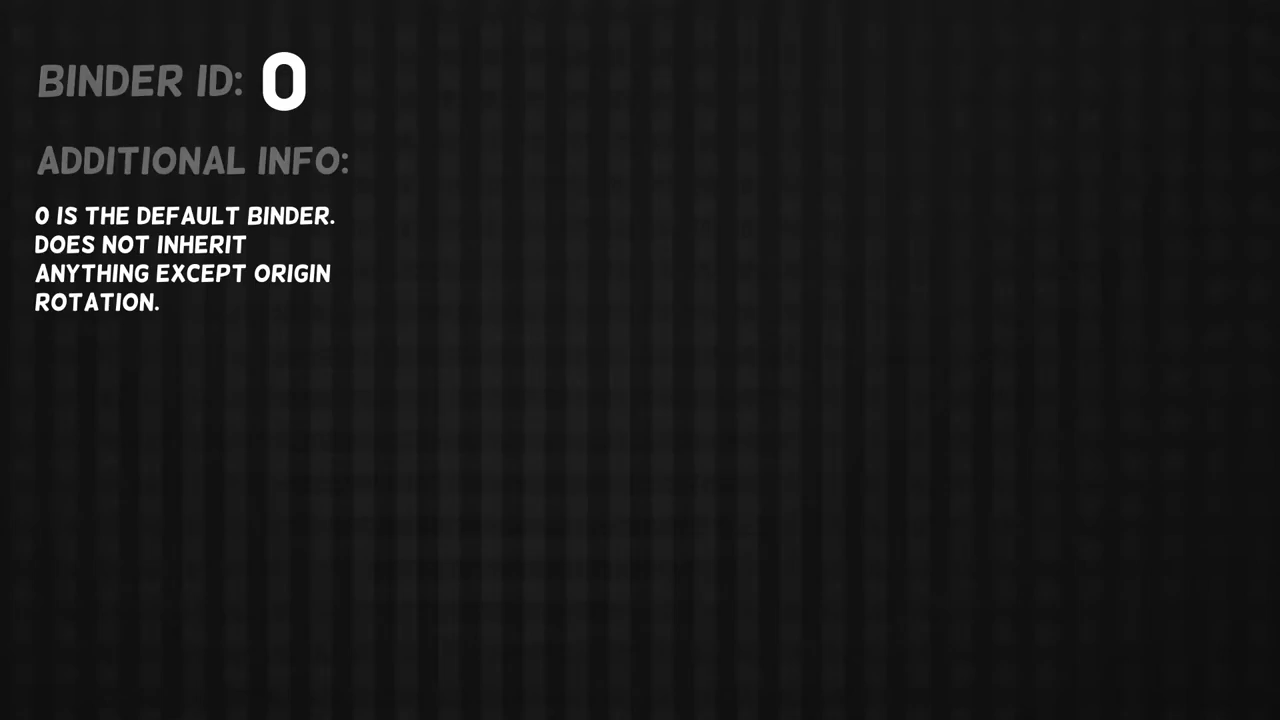 BINDER ID: 0
ADDITIONAL INFO:
0 IS THE DEFAULT BINDER.
DOES NOT INHERIT
ANYTHING EXCEPT ORIGIN
ROTATION.